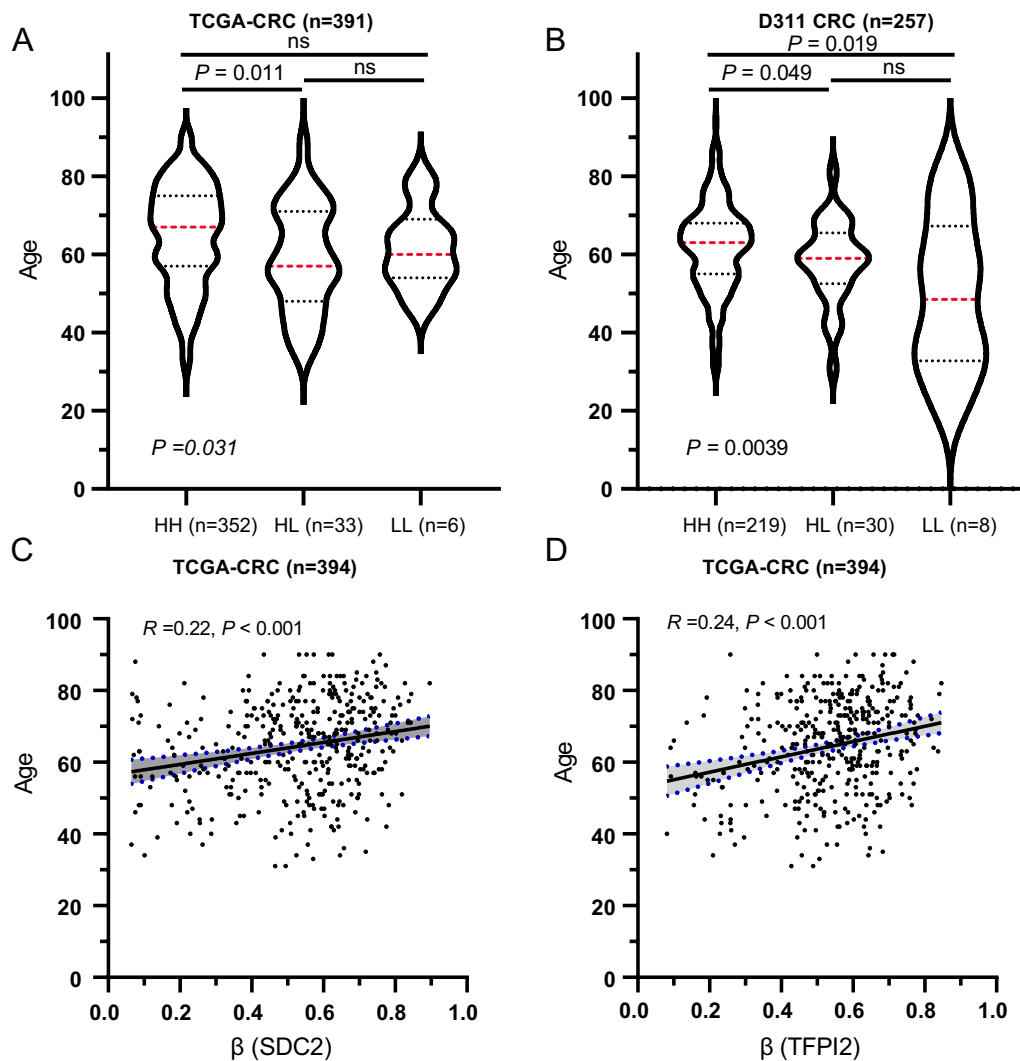 A
TCGA-CRC (n=391)
ns
P = 0.011
ns
100
80
60
40
20
0
Age
P =0.031
HH (n=352) HL (n=33) LL (n=6)
B
D311 CRC (n=257)
P = 0.019
P = 0.049
ns
100
80
60
40
20
0
Age
P = 0.0039
HH (n=219) HL (n=30) LL (n=8)
C
TCGA-CRC (n=394)
R =0.22, P < 0.001
100
80
60
40
20
0
Age
0.0 0.2 0.4 0.6 0.8 1.0
β (SDC2)
D
TCGA-CRC (n=394)
R =0.24, P < 0.001
100
80
60
40
20
0
Age
0.0 0.2 0.4 0.6 0.8 1.0
β (TFPI2)